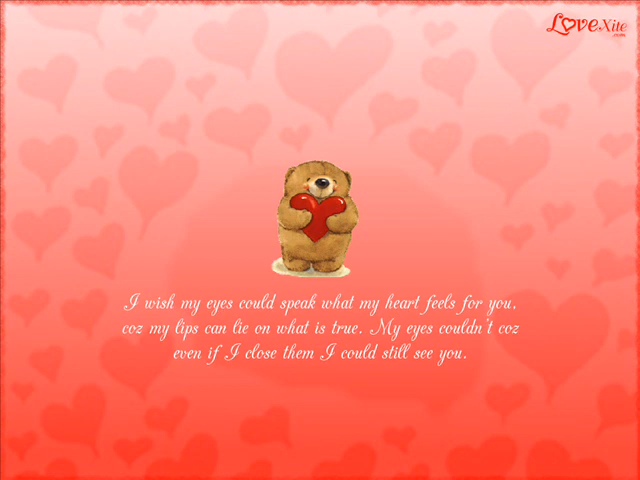 LoveXite
.com
I wish my eyes could speak what my heart feels for you,
coz my lips can lie on what is true. My eyes couldn't coz
even if I close them I could still see you.